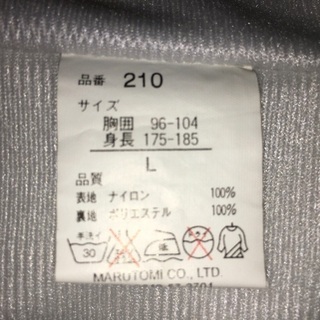 品番 210
サイズ
胸囲 96-104
身長 175-185
L
品質
表地 ナイロン 100%
裏地 ポリエステル 100%
30
MARUTOMI CO., LTD.